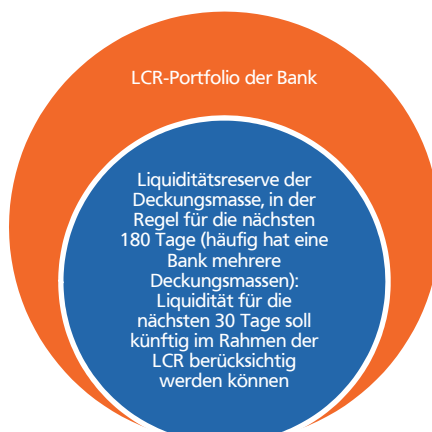 LCR-Portfolio der Bank
Liquiditätsreserve der
Deckungsmasse, in der
Regel für die nächsten
180 Tage (häufig hat eine
Bank mehrere
Deckungsmassen):
Liquidität für die
nächsten 30 Tage soll
künftig im Rahmen der
LCR berücksichtig
werden können